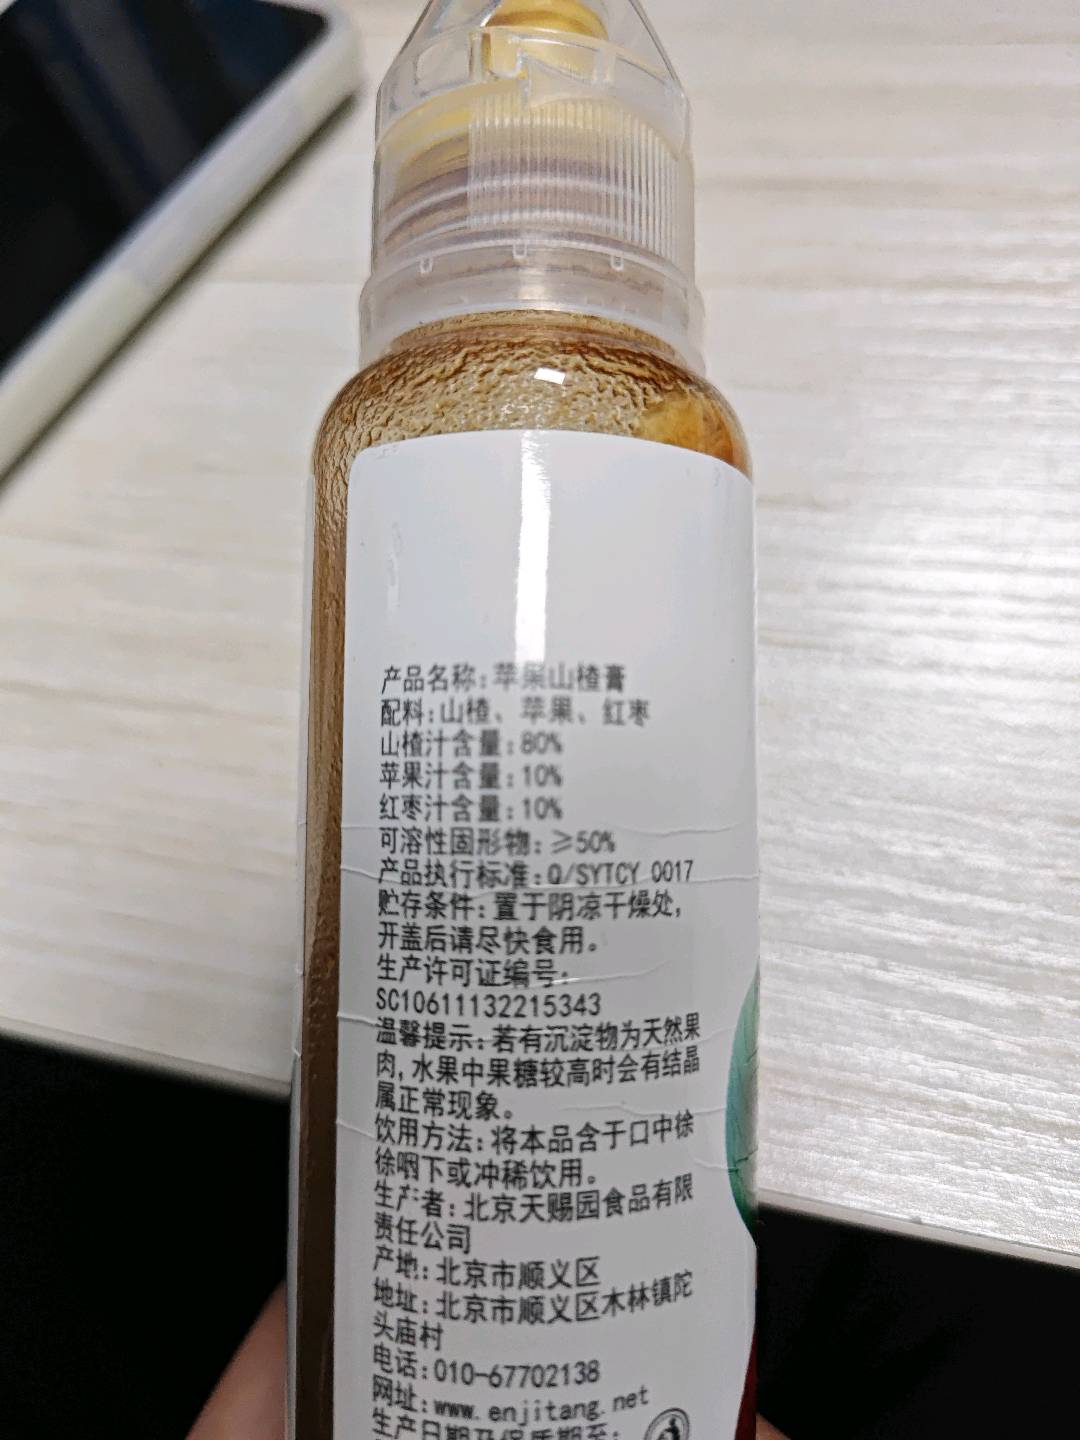 产品名称:苹果山楂膏
配料:山楂、苹果、红枣
山楂汁含量:80%
苹果汁含量:10%
红枣汁含量:10%
可溶性固形物:≥50%
产品执行标准:Q/SYTCY 0017
贮存条件:置于阴凉干燥处,
开盖后请尽快食用。
生产许可证编号:
SC10611132215343
温馨提示:若有沉淀物为天然果
肉,水果中果糖较高时会有结晶
属正常现象。
饮用方法:将本品含于口中徐
徐咽下或冲稀饮用。
生产者:北京天赐园食品有限
责任公司
产地:北京市顺义区
地址:北京市顺义区木林镇陀
头庙村
电话:010-67702138
网址:www.enjitang.net
生产日期及保质期至: